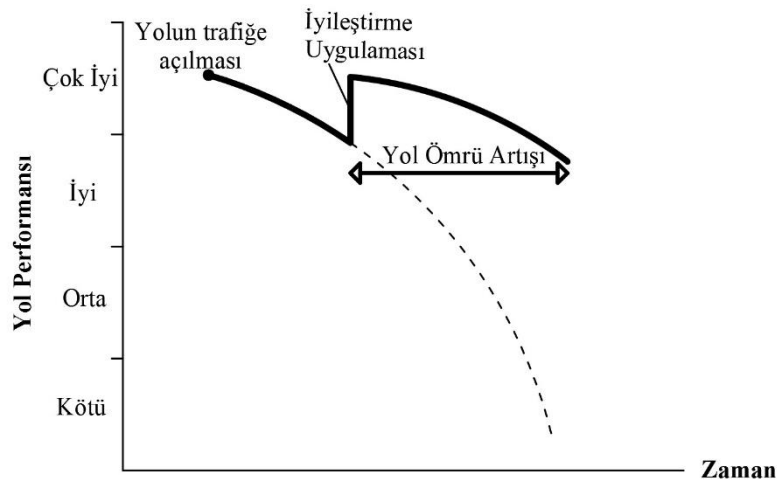 Yolun trafiğe
açılması
İyileştirme
Uygulaması
Çok İyi
Yol Ömrü Artışı
İyi
Yol Performansı
Orta
Kötü
Zaman